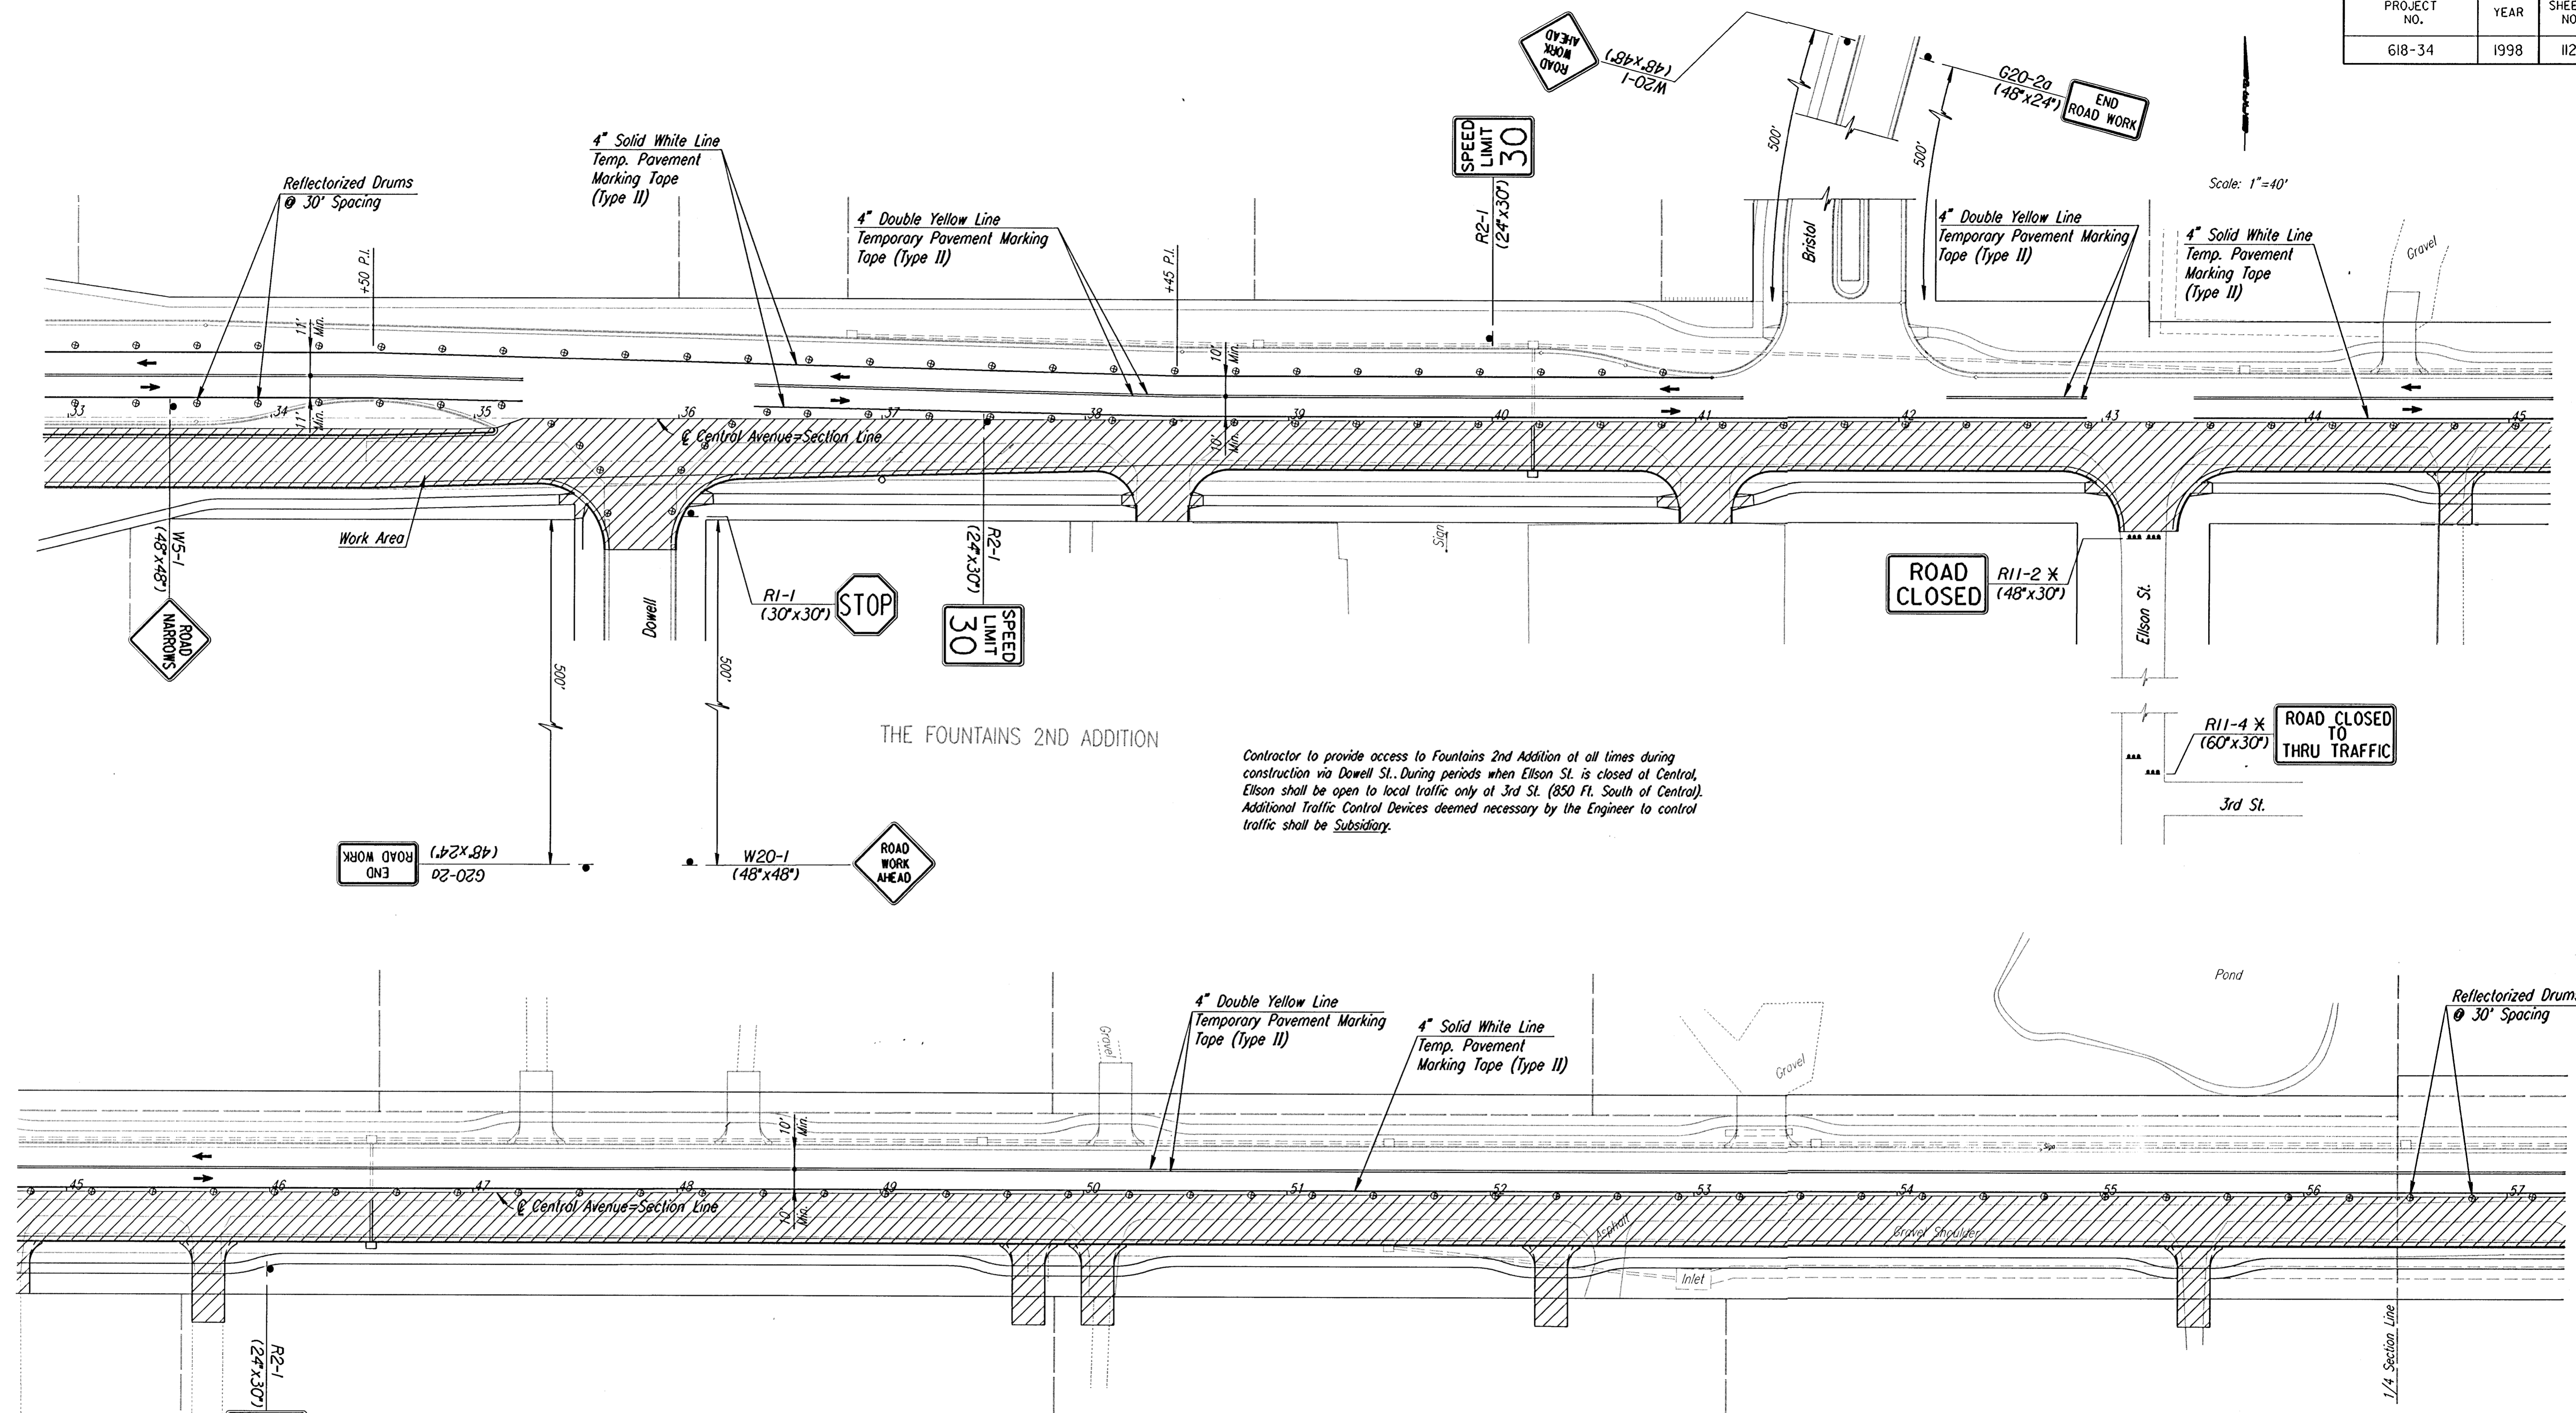 PROJECT
NO.
YEAR
618-34
1998
ROAD
WORK
AHEAD
W20-1
(48"x48")
G20-2a
(48"x24")
END
ROAD WORK
SPEED
LIMIT
30
R2-1
(24"x30")
500'
500'
Scale: 1"=40'
4" Solid White Line
Temp. Pavement
Marking Tape
(Type II)
Reflectorized Drums
@ 30' Spacing
4" Double Yellow Line
Temporary Pavement Marking
Tape (Type II)
Bristol
4" Double Yellow Line
Temporary Pavement Marking
Tape (Type II)
4" Solid White Line
Temp. Pavement
Marking Tape
(Type II)
Gravel
+50 P.I.
+45 P.I.
11'
Min.
11'
Min.
10'
Min.
10'
Min.
33
34
35
36
37
38
39
40
41
42
43
44
45
℄ Central Avenue=Section Line
Work Area
W5-1
(48"x48")
ROAD
NARROWS
Dowell
R1-1
(30"x30")
STOP
R2-1
(24"x30")
SPEED
LIMIT
30
Sign
ROAD
CLOSED
R11-2 *
(48"x30")
Ellson St.
500'
500'
THE FOUNTAINS 2ND ADDITION
Contractor to provide access to Fountains 2nd Addition at all times during
construction via Dowell St.. During periods when Ellson St. is closed at Central,
Ellson shall be open to local traffic only at 3rd St. (850 Ft. South of Central).
Additional Traffic Control Devices deemed necessary by the Engineer to control
traffic shall be Subsidiary.
R11-4 *
(60"x30")
ROAD CLOSED
TO
THRU TRAFFIC
3rd St.
END
ROAD WORK
G20-2a
(48"x24")
W20-1
(48"x48")
ROAD
WORK
AHEAD
4" Double Yellow Line
Temporary Pavement Marking
Tape (Type II)
4" Solid White Line
Temp. Pavement
Marking Tape (Type II)
Gravel
Gravel
Pond
Reflectorized
@ 30' Spacing
10'
Min.
10'
Min.
Sign
45
46
47
48
49
50
51
52
53
54
55
56
57
℄ Central Avenue=Section Line
Asphalt
Gravel Shoulder
Inlet
R2-1
(24"x30")
1/4 Section Line